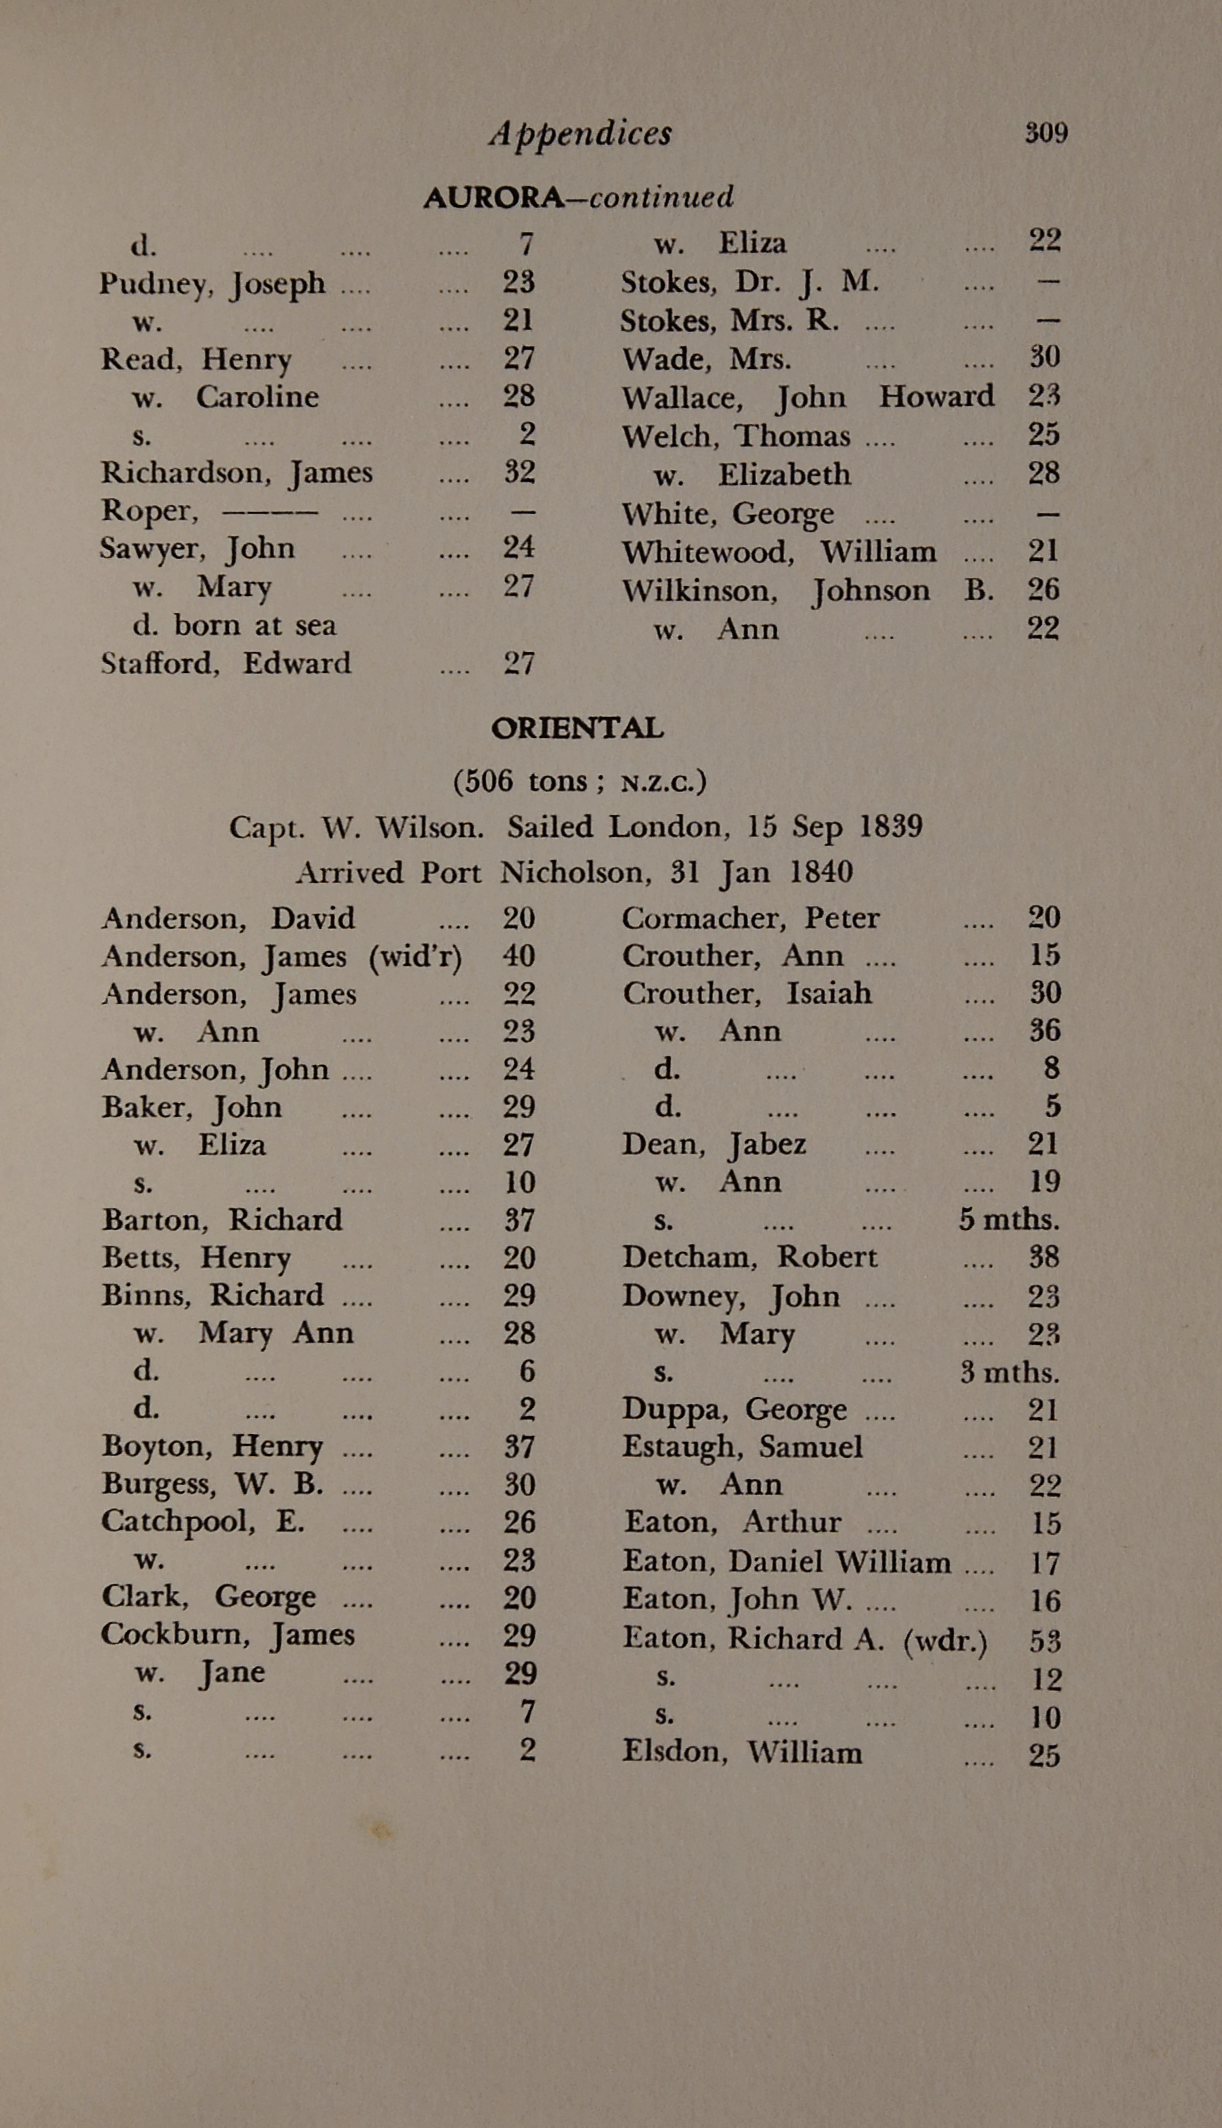 Appendices 309
AURORA—continued
d. .... .... .... 7
Pudney, Joseph .... .... 23
w. .... .... .... 21
Read, Henry .... .... 27
w. Caroline .... 28
s. .... .... .... 2
Richardson, James .... 32
Roper, ———— .... .... —
Sawyer, John .... .... 24
w. Mary .... .... 27
d. born at sea
Stafford, Edward .... 27
w. Eliza .... .... 22
Stokes, Dr. J. M. .... —
Stokes, Mrs. R. .... .... —
Wade, Mrs. .... .... 30
Wallace, John Howard 23
Welch, Thomas .... .... 25
w. Elizabeth .... 28
White, George .... .... —
Whitewood, William .... 21
Wilkinson, Johnson B. 26
w. Ann .... .... 22
ORIENTAL
(506 tons ; N.Z.C.)
Capt. W. Wilson. Sailed London, 15 Sep 1839
Arrived Port Nicholson, 31 Jan 1840
Anderson, David .... 20
Anderson, James (wid'r) 40
Anderson, James .... 22
w. Ann .... .... 23
Anderson, John .... .... 24
Baker, John .... .... 29
w. Eliza .... .... 27
s. .... .... .... 10
Barton, Richard .... 37
Betts, Henry .... .... 20
Binns, Richard .... .... 29
w. Mary Ann .... 28
d. .... .... .... 6
d. .... .... .... 2
Boyton, Henry .... .... 37
Burgess, W. B. .... .... 30
Catchpool, E. .... .... 26
w. .... .... .... 23
Clark, George .... .... 20
Cockburn, James .... 29
w. Jane .... .... 29
s. .... .... .... 7
s. .... .... .... 2
Cormacher, Peter .... 20
Crouther, Ann .... .... 15
Crouther, Isaiah .... 30
w. Ann .... .... 36
d. .... .... .... 8
d. .... .... .... 5
Dean, Jabez .... .... 21
w. Ann .... .... 19
s. .... .... 5 mths.
Detcham, Robert .... 38
Downey, John .... .... 23
w. Mary .... .... 23
s. .... .... 3 mths.
Duppa, George .... .... 21
Estaugh, Samuel .... 21
w. Ann .... .... 22
Eaton, Arthur .... .... 15
Eaton, Daniel William .... 17
Eaton, John W. .... .... 16
Eaton, Richard A. (wdr.) 53
s. .... .... .... 12
s. .... .... .... 10
Elsdon, William .... 25